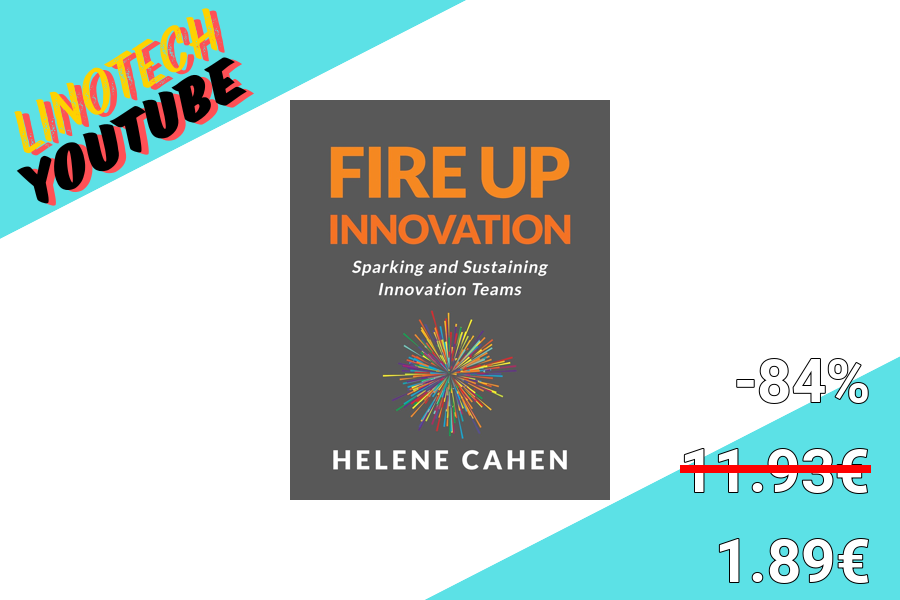 LINOTECH
YOUTUBE
FIRE UP
INNOVATION
Sparking and Sustaining
Innovation Teams
HELENE CAHEN
-84%
11.93€
1.89€